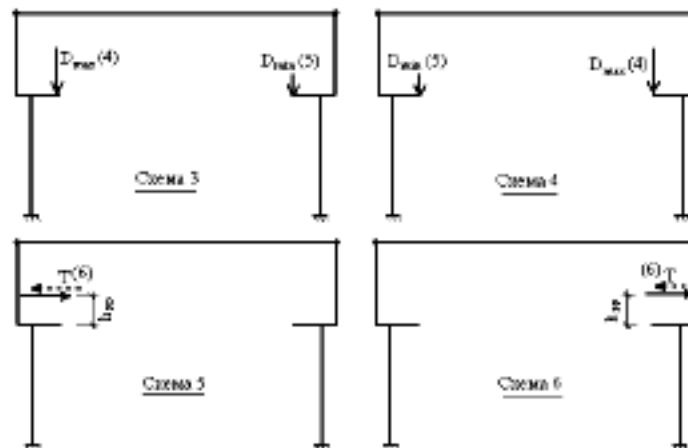 Dmax(4)
Dmin(5)
Схема 3
Dmin(5)
Dmax(4)
Схема 4
T(6)
Схема 5
(6) T
Схема 6